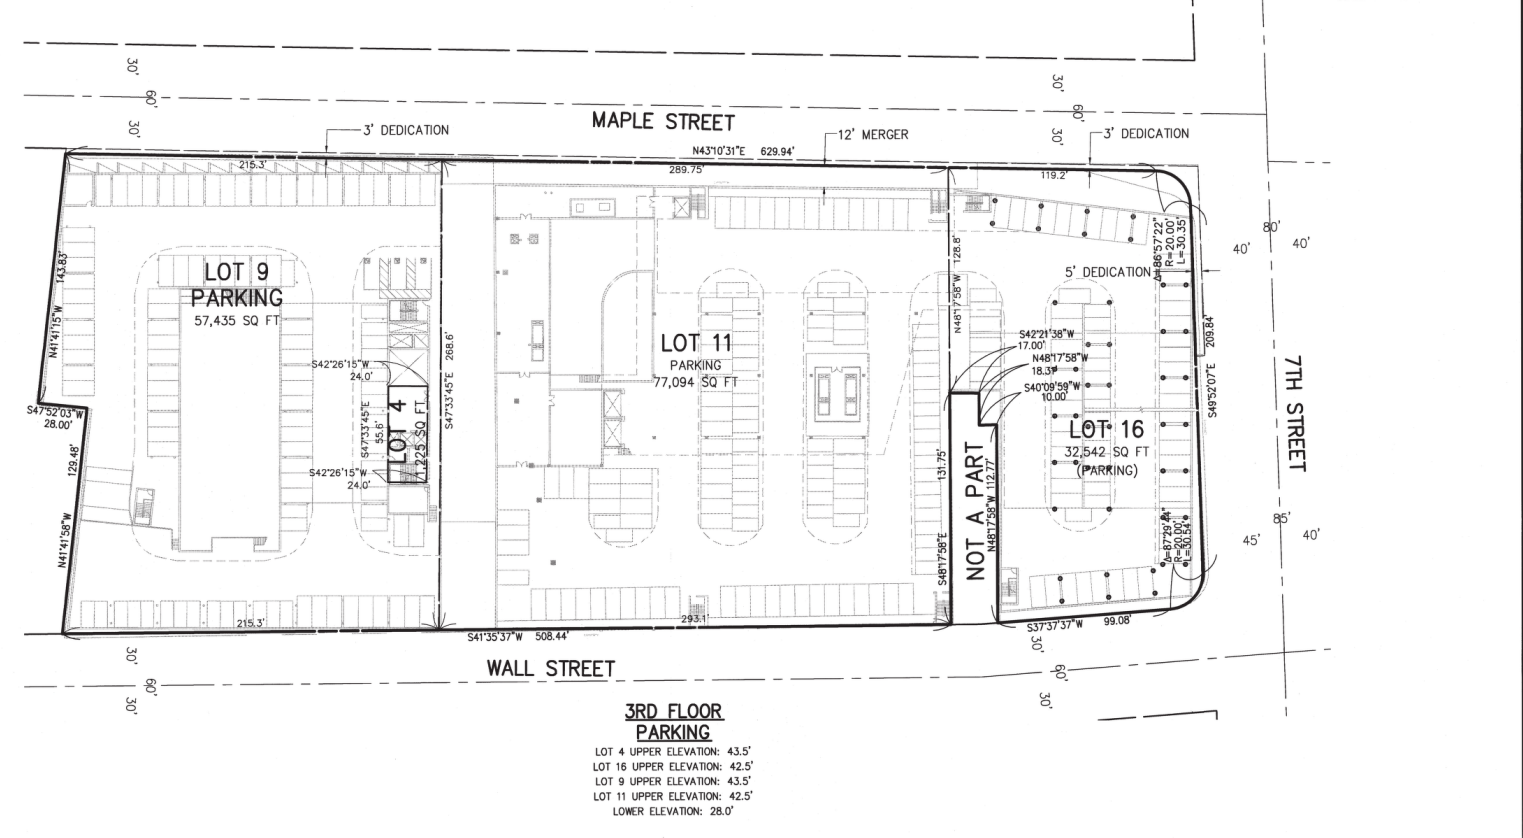 30'
60'
30'
30'
60'
30'
MAPLE STREET
3' DEDICATION
12' MERGER
3' DEDICATION
N43°10'31"E 629.94'
215.3'
289.75'
119.2'
LOT 9
PARKING
57,435 SQ FT
N41°41'15"W 143.83'
S47°52'03"W
28.00'
129.48'
N41°41'58"W
S42°26'15"W
24.0'
S47°33'45"E
55.6'
S42°26'15"W
24.0'
LOT 4
1,225 SQ FT
S47°33'45"E 268.6'
LOT 11
PARKING
77,094 SQ FT
N48°17'58"W 128.8'
S42°21'38"W
17.00'
N48°17'58"W
18.31'
S40°09'59"W
10.00'
S48°17'58"E 131.75'
NOT A PART
N48°17'58"W 112.77'
LOT 16
32,542 SQ FT
(PARKING)
Δ=86°57'22"
R=20.00'
L=30.35'
5' DEDICATION
209.84'
S49°52'07"E
Δ=87°29'44"
R=20.00'
L=30.54'
80'
40'
40'
7TH STREET
85'
45'
40'
215.3'
293.1'
S41°35'37"W 508.44'
S37°37'37"W 99.08'
WALL STREET
30'
60'
30'
30'
60'
30'
3RD FLOOR
PARKING
LOT 4 UPPER ELEVATION: 43.5'
LOT 16 UPPER ELEVATION: 42.5'
LOT 9 UPPER ELEVATION: 43.5'
LOT 11 UPPER ELEVATION: 42.5'
LOWER ELEVATION: 28.0'